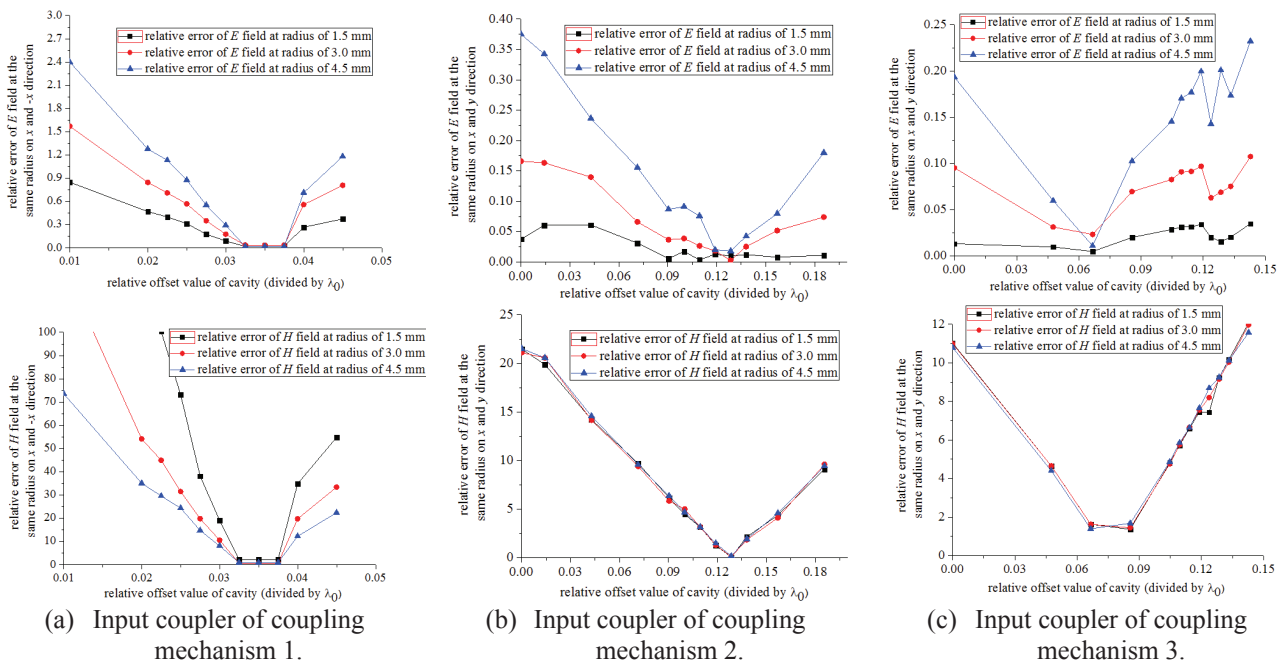 relative error of E field at the
same radius on x and -x direction
3.0
2.7
2.4
2.1
1.8
1.5
1.2
0.9
0.6
0.3
0.0
relative error of E field at radius of 1.5 mm
relative error of E field at radius of 3.0 mm
relative error of E field at radius of 4.5 mm
0.01 0.02 0.03 0.04 0.05
relative offset value of cavity (divided by λ0)
relative error of E field at the
same radius on x and y direction
0.40
0.35
0.30
0.25
0.20
0.15
0.10
0.05
0.00
relative error of E field at radius of 1.5 mm
relative error of E field at radius of 3.0 mm
relative error of E field at radius of 4.5 mm
0.00 0.03 0.06 0.09 0.12 0.15 0.18
relative offset value of cavity (divided by λ0)
relative error of E field at the
same radius on x and y direction
0.25
0.20
0.15
0.10
0.05
0.00
relative error of E field at radius of 1.5 mm
relative error of E field at radius of 3.0 mm
relative error of E field at radius of 4.5 mm
0.00 0.03 0.06 0.09 0.12 0.15
relative offset value of cavity (divided by λ0)
relative error of H field at the
same radius on x and -x direction
100
90
80
70
60
50
40
30
20
10
0
relative error of H field at radius of 1.5 mm
relative error of H field at radius of 3.0 mm
relative error of H field at radius of 4.5 mm
0.01 0.02 0.03 0.04 0.05
relative offset value of cavity (divided by λ0)
relative error of H field at the
same radius on x and y direction
25
20
15
10
5
0
relative error of H field at radius of 1.5 mm
relative error of H field at radius of 3.0 mm
relative error of H field at radius of 4.5 mm
0.00 0.03 0.06 0.09 0.12 0.15 0.18
relative offset value of cavity (divided by λ0)
relative error of H field at the
same radius on x and y direction
12
10
8
6
4
2
0
relative error of H field at radius of 1.5 mm
relative error of H field at radius of 3.0 mm
relative error of H field at radius of 4.5 mm
0.00 0.03 0.06 0.09 0.12 0.15
relative offset value of cavity (divided by λ0)
(a) Input coupler of coupling
mechanism 1.
(b) Input coupler of coupling
mechanism 2.
(c) Input coupler of coupling
mechanism 3.